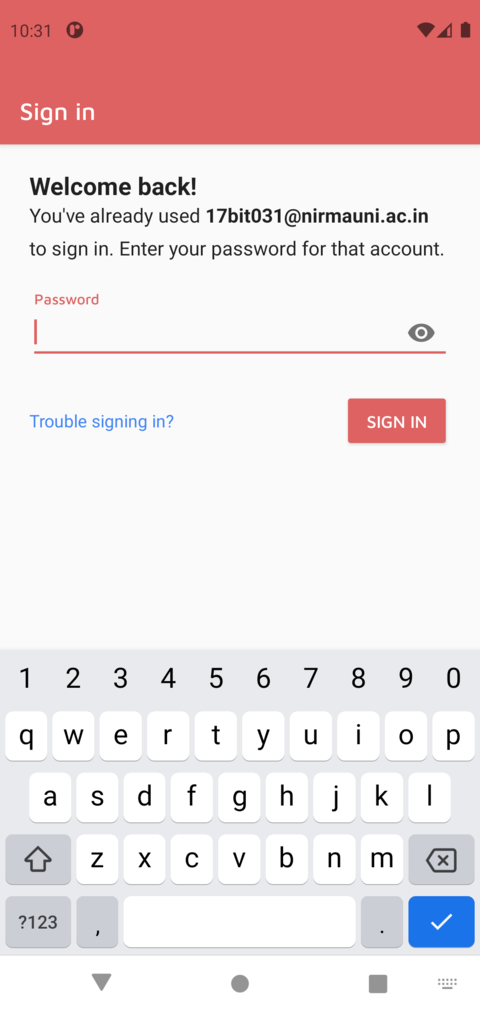 10:31
Sign in
Welcome back!
You've already used 17bit031@nirmauni.ac.in
to sign in. Enter your password for that account.
Password
Trouble signing in?
SIGN IN
1 2 3 4 5 6 7 8 9 0
q w e r t y u i o p
a s d f g h j k l
z x c v b n m
?123 , .